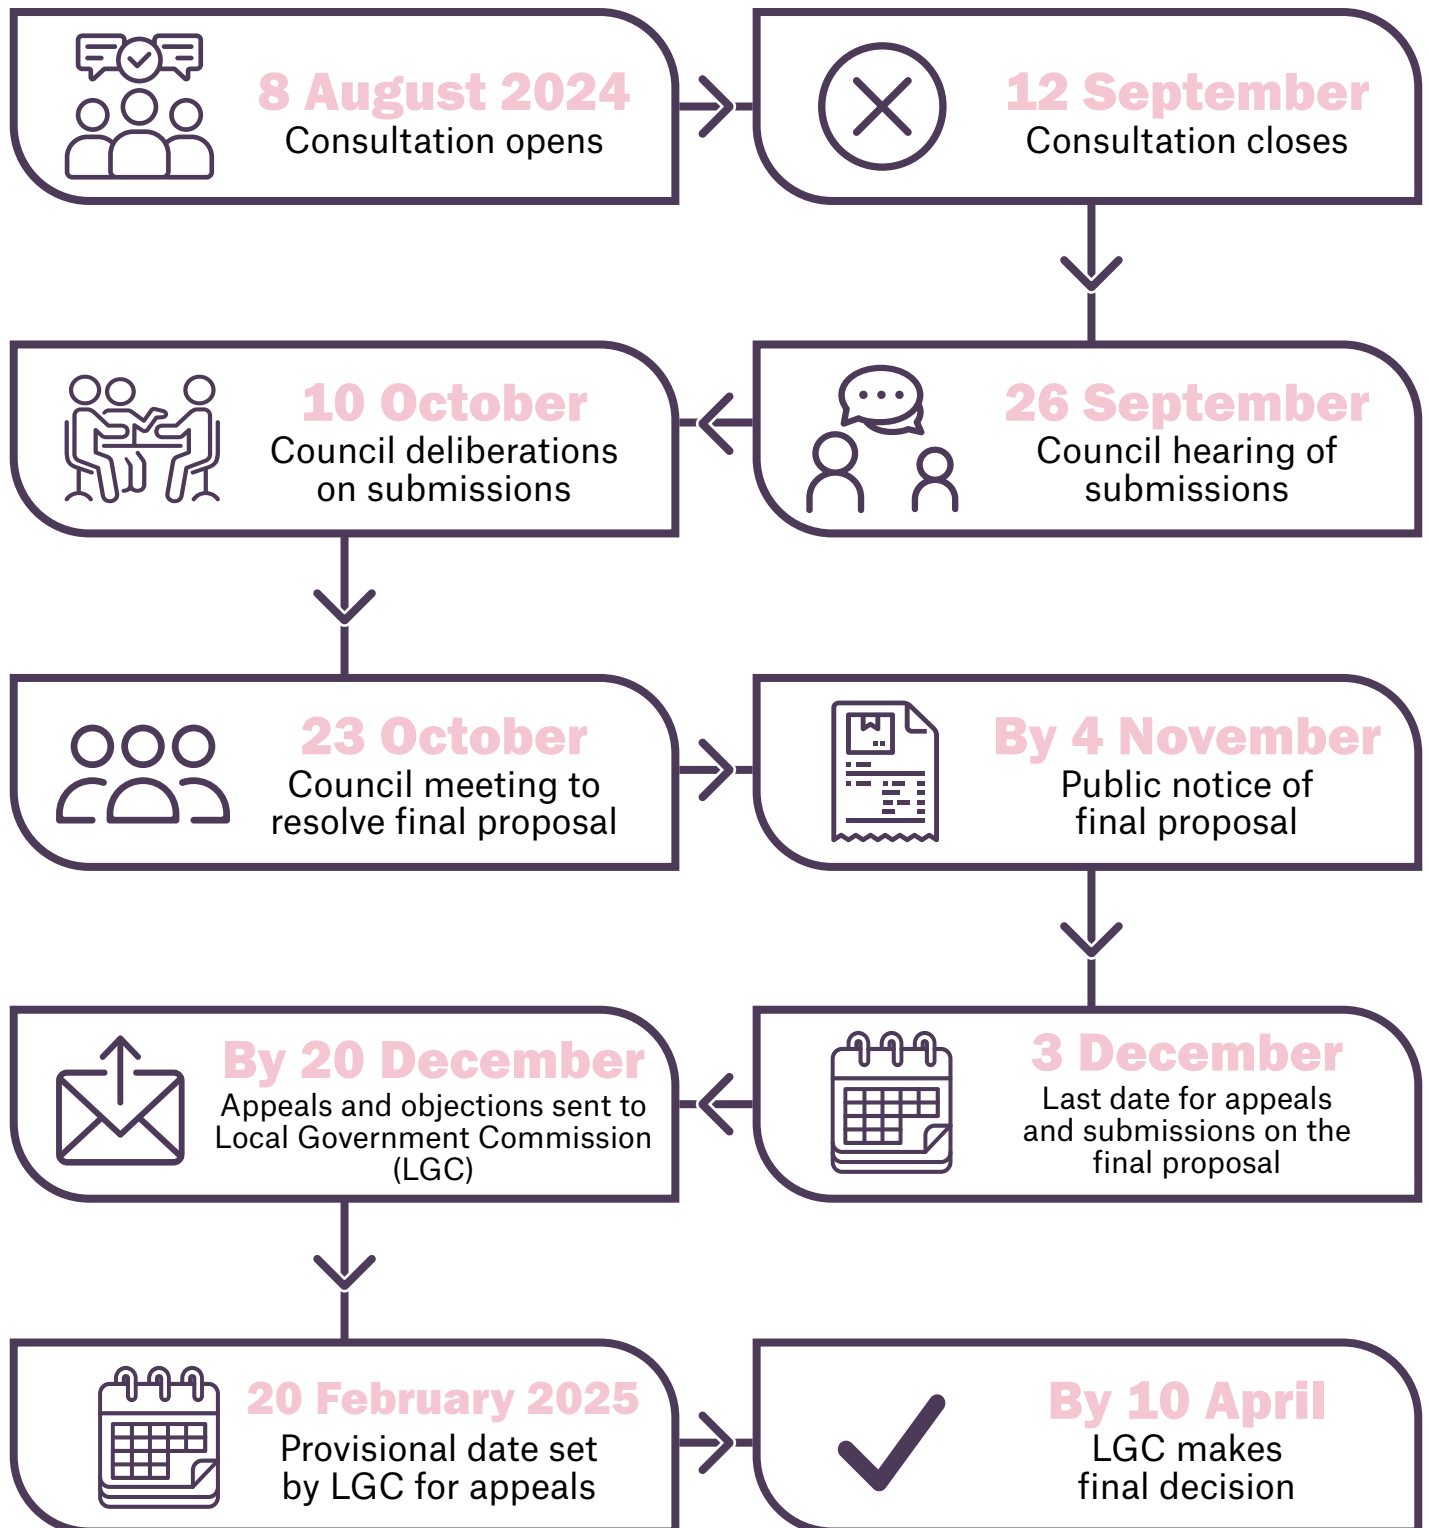 8 August 2024
Consultation opens
12 September
Consultation closes
26 September
Council hearing of
submissions
10 October
Council deliberations
on submissions
23 October
Council meeting to
resolve final proposal
By 4 November
Public notice of
final proposal
3 December
Last date for appeals
and submissions on the
final proposal
By 20 December
Appeals and objections sent to
Local Government Commission
(LGC)
20 February 2025
Provisional date set
by LGC for appeals
By 10 April
LGC makes
final decision